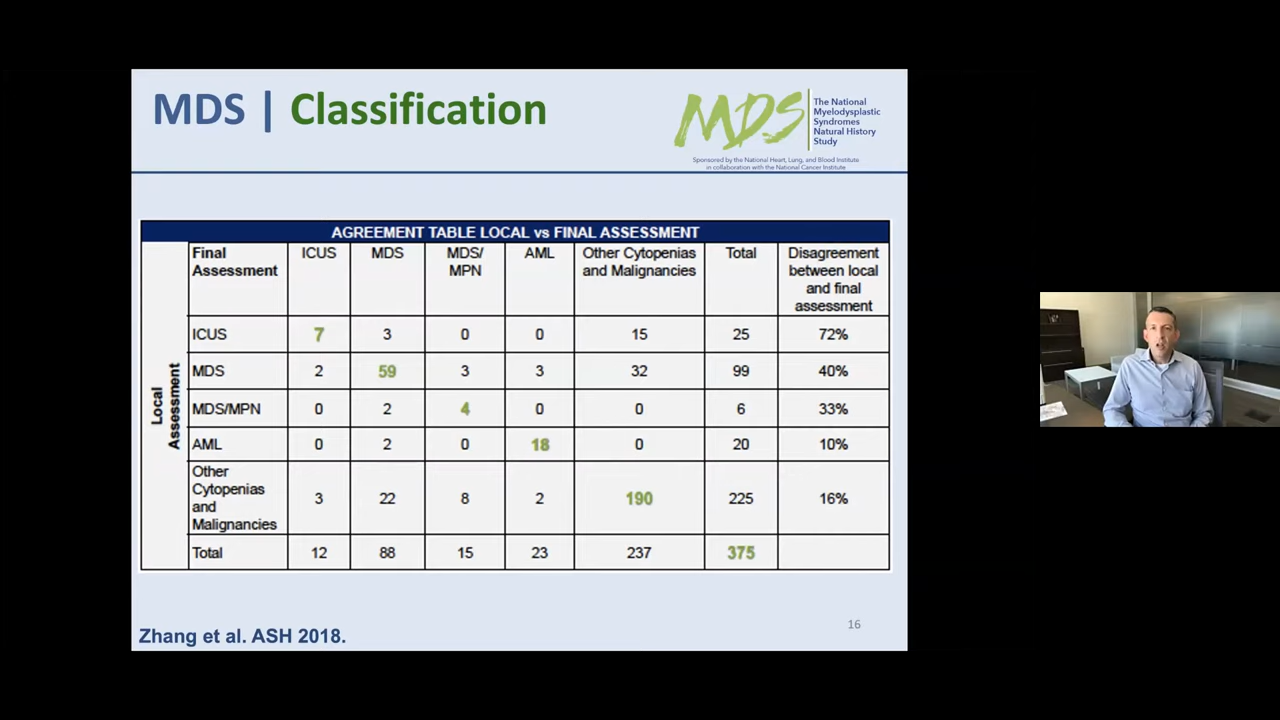 MDS | Classification
MDS
The National
Myelodysplastic
Syndromes
Natural History
Study
Sponsored by the National Heart, Lung, and Blood Institute
in collaboration with the National Cancer Institute
AGREEMENT TABLE LOCAL vs FINAL ASSESSMENT
Local
Assessment
Final
Assessment
ICUS
MDS
MDS/
MPN
AML
Other Cytopenias
and Malignancies
Total
Disagreement
between local
and final
assessment
ICUS 7 3 0 0 15 25 72%
MDS 2 59 3 3 32 99 40%
MDS/MPN 0 2 4 0 0 6 33%
AML 0 2 0 18 0 20 10%
Other
Cytopenias
and
Malignancies
3 22 8 2 190 225 16%
Total 12 88 15 23 237 375
Zhang et al. ASH 2018.
16